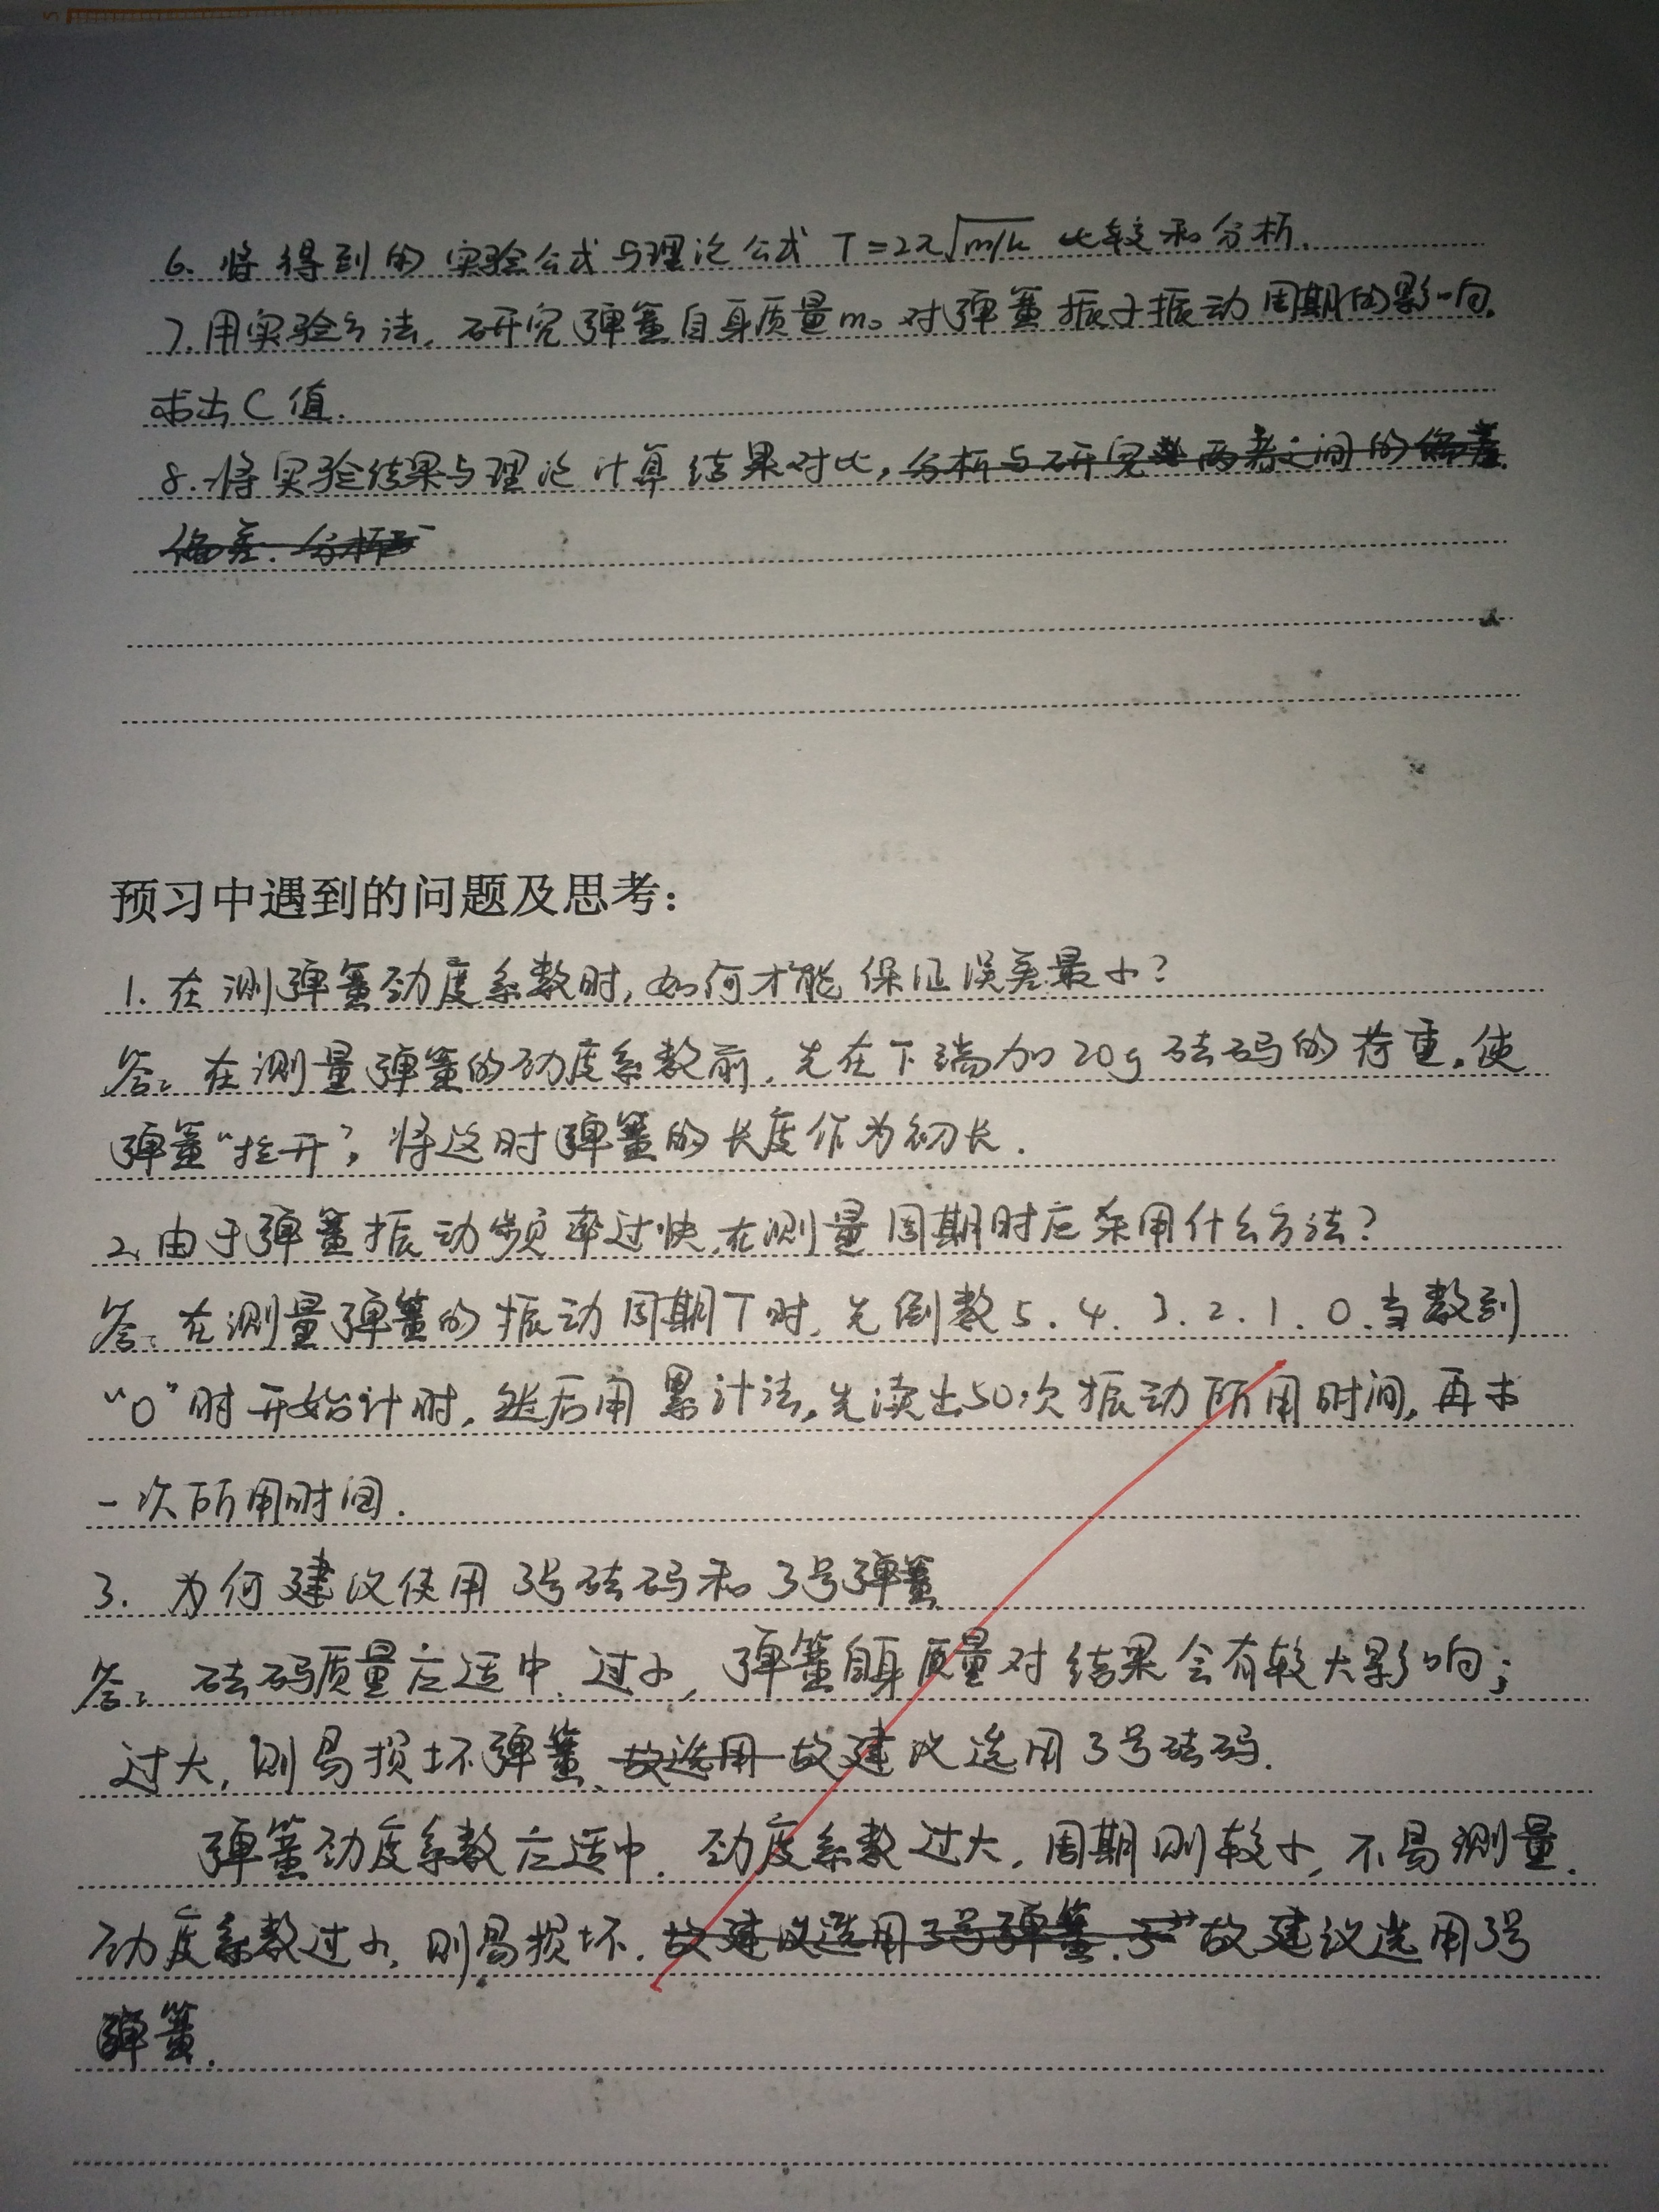 6. 将得到的实验公式与理论公式 T=2π√m/k 比较和分析.
7. 用实验方法, 研究弹簧自身质量m₀对弹簧振子振动周期的影响.
求出C值.
8. 将实验结果与理论计算结果对比, 分析与研究两者之间的偏差.
偏差. 分析
预习中遇到的问题及思考:
1. 在测弹簧劲度系数时, 如何才能保证误差最小?
答: 在测量弹簧的劲度系数前, 先在下端加20g砝码的荷重, 使
弹簧“拉开”, 将这时弹簧的长度作为初长.
2. 由于弹簧振动频率过快, 在测量周期时应采用什么方法?
答: 在测量弹簧的振动周期T时, 先倒数5.4.3.2.1.0.当数到
“0”时开始计时, 然后用累计法, 先读出50次振动所用时间, 再求
一次所用时间.
3. 为何建议使用3号砝码和3号弹簧
答: 砝码质量应适中. 过小, 弹簧自身质量对结果会有较大影响;
过大, 则易损坏弹簧, 故选用 故建议选用3号砝码.
弹簧劲度系数应适中. 劲度系数过大, 周期则较小, 不易测量.
劲度系数过小, 则易损坏. 故建议选用3号弹簧. 故建议选用3号
弹簧.